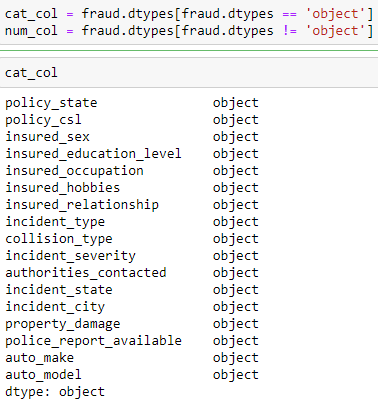 cat_col = fraud.dtypes[fraud.dtypes == 'object']
num_col = fraud.dtypes[fraud.dtypes != 'object']
cat_col
policy_state object
policy_csl object
insured_sex object
insured_education_level object
insured_occupation object
insured_hobbies object
insured_relationship object
incident_type object
collision_type object
incident_severity object
authorities_contacted object
incident_state object
incident_city object
property_damage object
police_report_available object
auto_make object
auto_model object
dtype: object